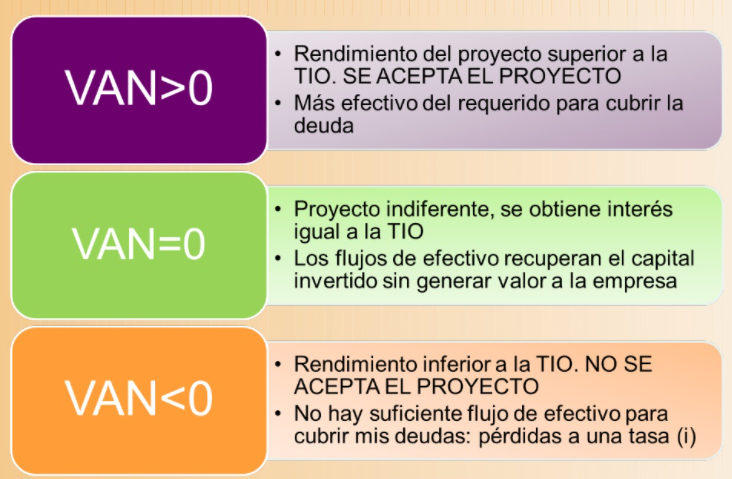 VAN>0
• Rendimiento del proyecto superior a la
TIO. SE ACEPTA EL PROYECTO
• Más efectivo del requerido para cubrir la
deuda
VAN=0
• Proyecto indiferente, se obtiene interés
igual a la TIO
• Los flujos de efectivo recuperan el capital
invertido sin generar valor a la empresa
VAN<0
• Rendimiento inferior a la TIO. NO SE
ACEPTA EL PROYECTO
• No hay suficiente flujo de efectivo para
cubrir mis deudas: pérdidas a una tasa (i)